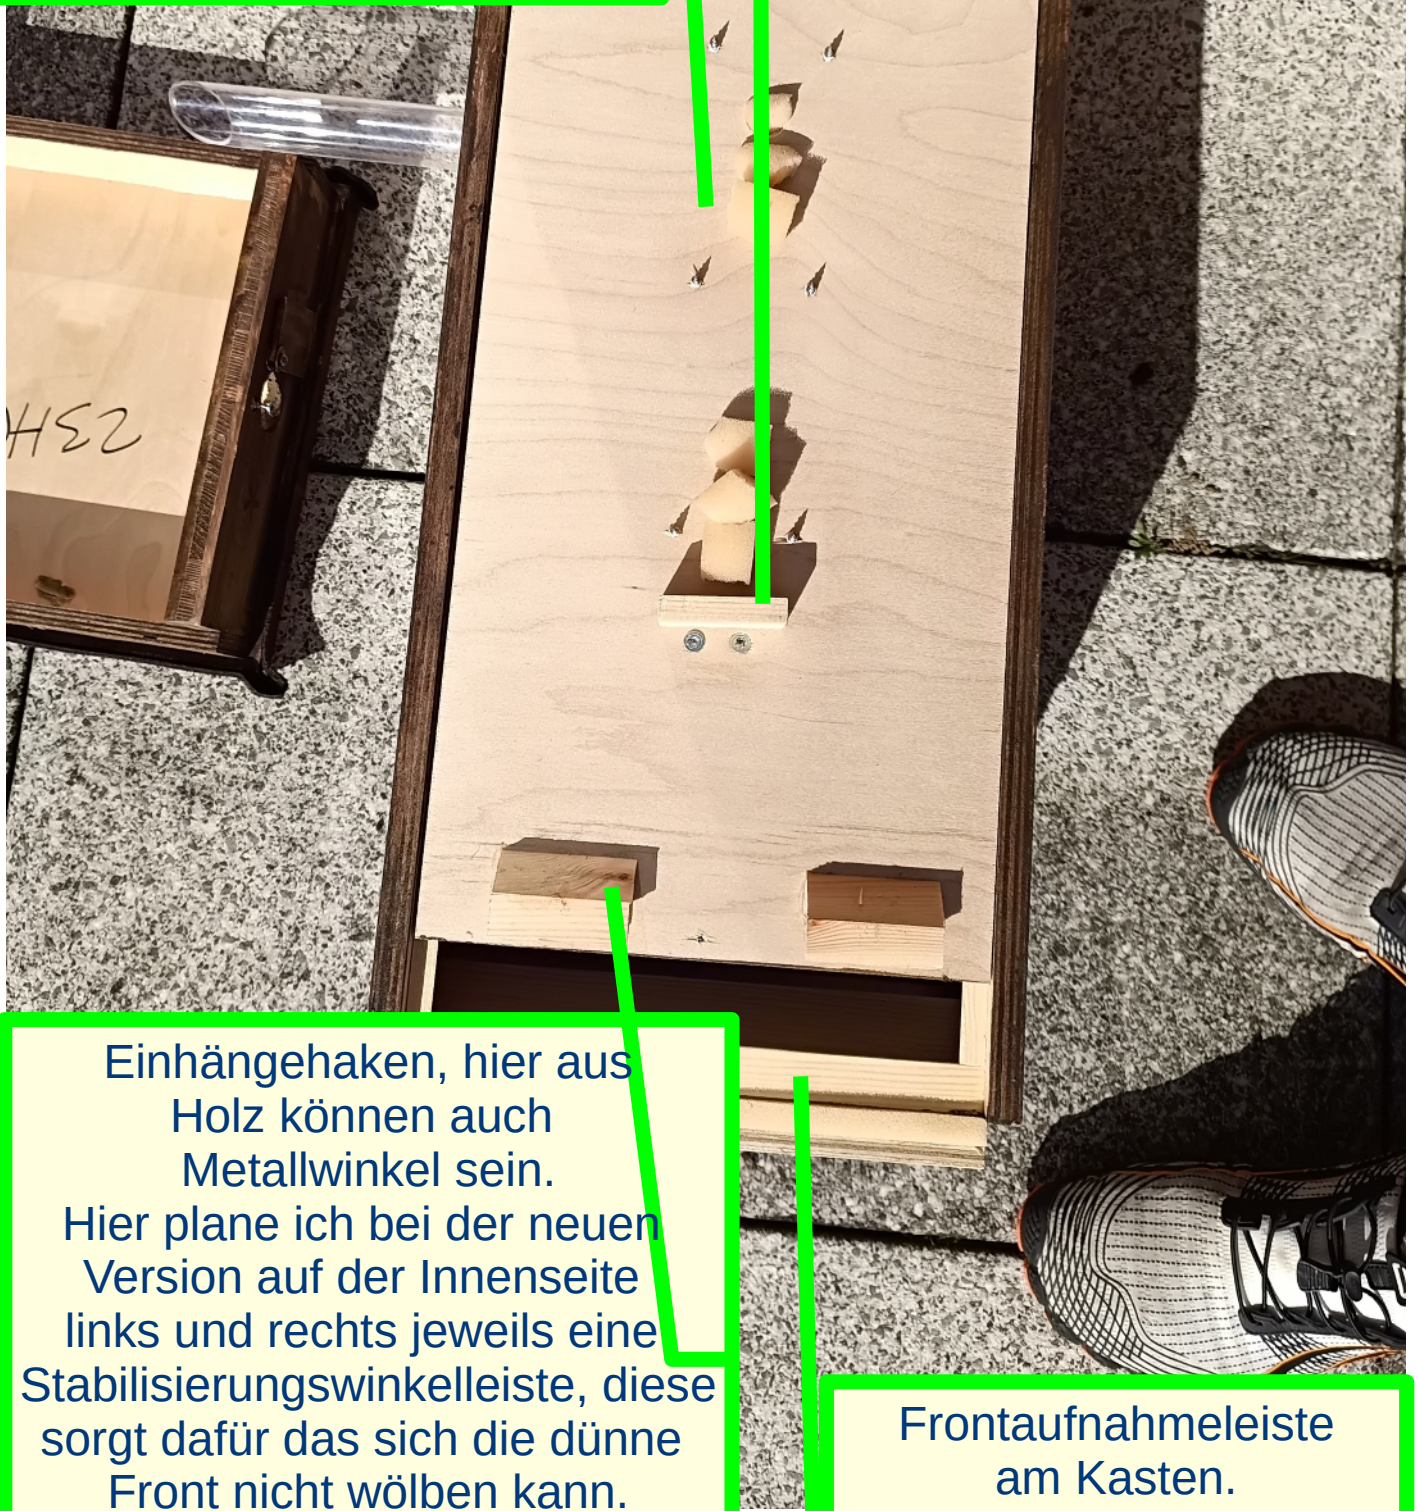 Einhängehaken, hier aus
Holz können auch
Metallwinkel sein.
Hier plane ich bei der neuen
Version auf der Innenseite
links und rechts jeweils eine
Stabilisierungswinkelleiste, diese
sorgt dafür das sich die dünne
Front nicht wölben kann.
Frontaufnahmeleiste
am Kasten.